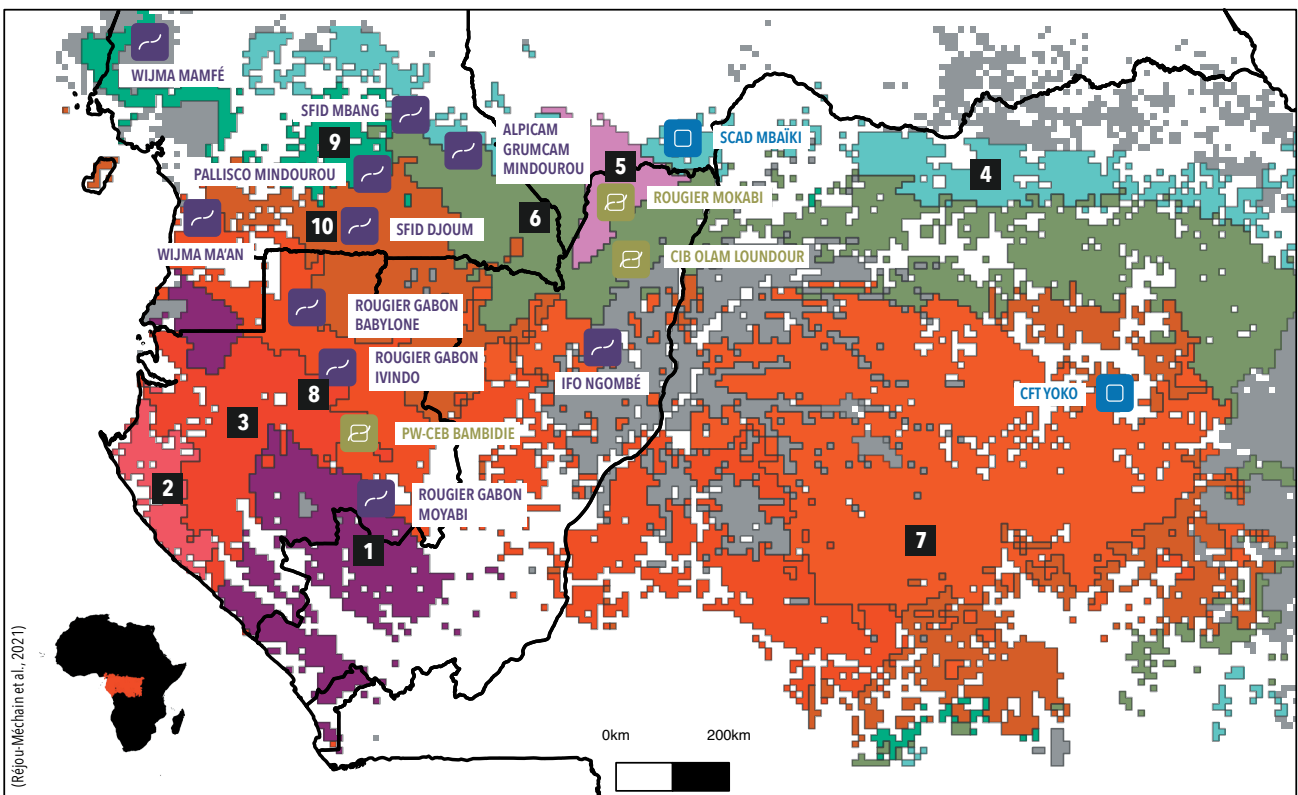 WIJMA MAMFÉ
SFID MBANG
ALPICAM
GRUMCAM
MINDOUROU
SCAD MBAÏKI
9
5
4
PALLISCO MINDOUROU
ROUGIER MOKABI
6
10
SFID DJOUM
WIJMA MA'AN
CIB OLAM LOUNDOUR
ROUGIER GABON
BABYLONE
ROUGIER GABON
IVINDO
IFO NGOMBÉ
CFT YOKO
8
3
PW-CEB BAMBIDIE
2
ROUGIER GABON
MOYABI
1
7
(Réjou-Méchain et al., 2021)
0km 200km